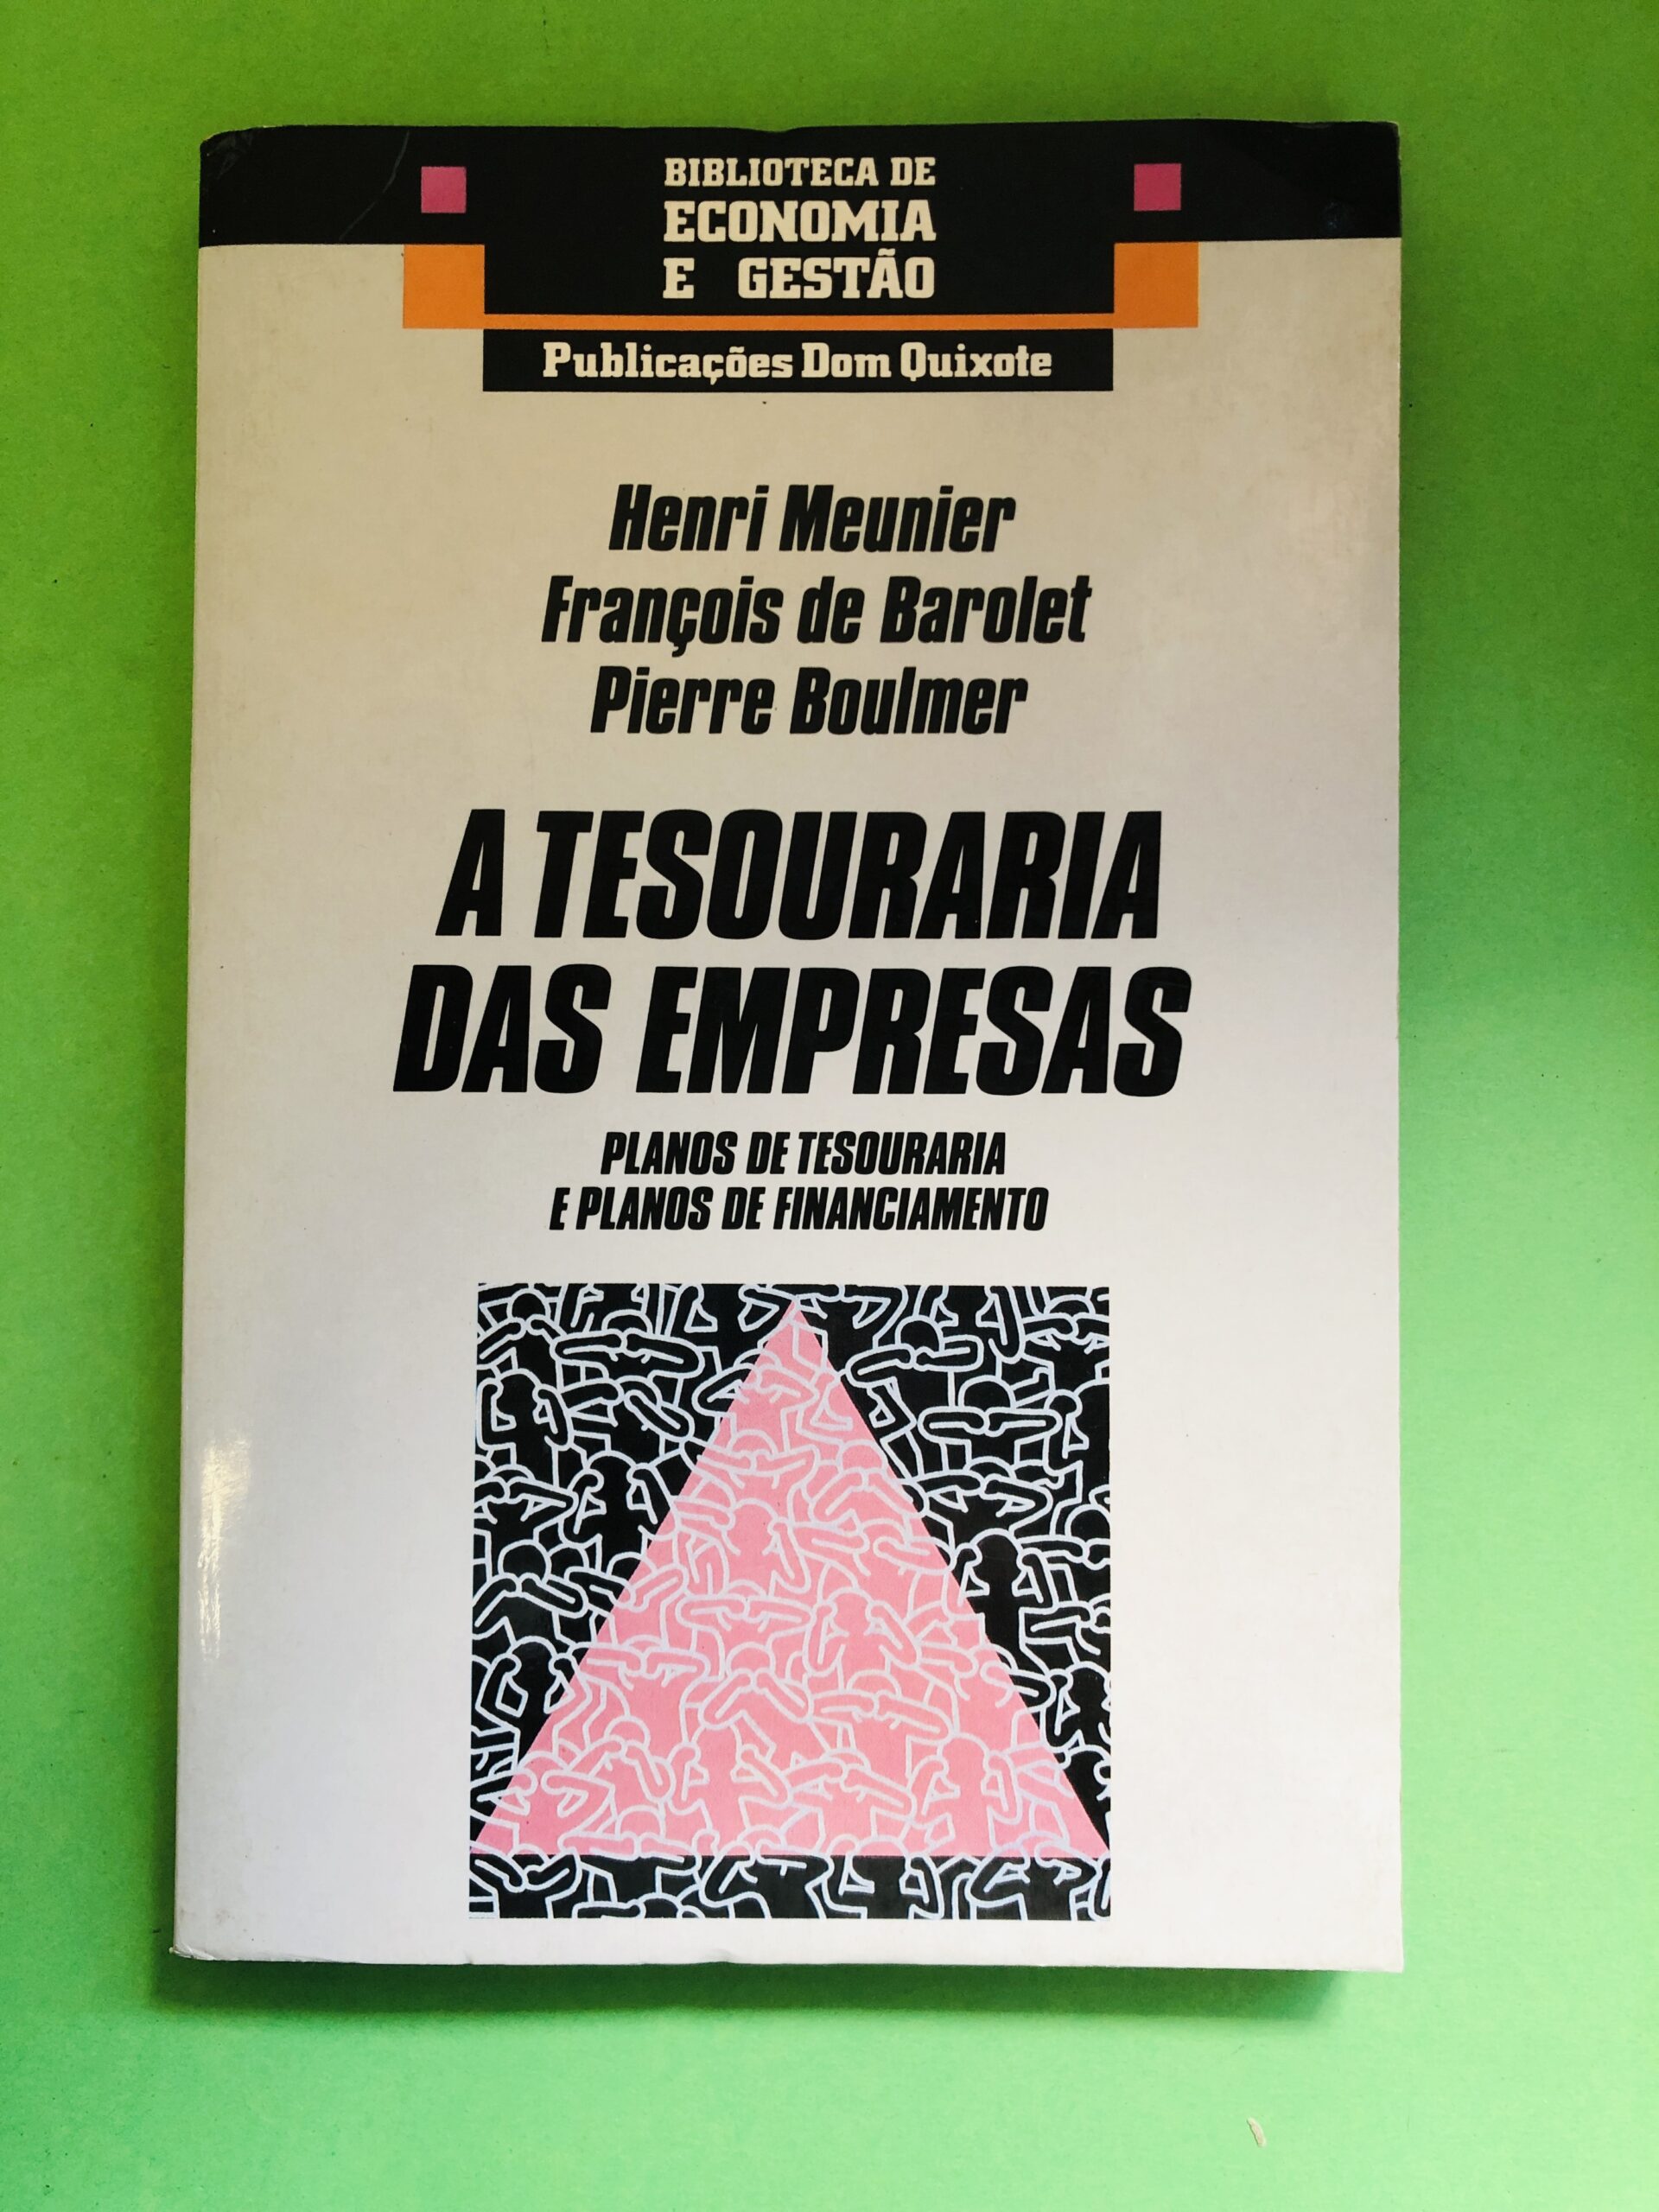 BIBLIOTECA DE
ECONOMIA
E GESTÃO
Publicações Dom Quixote
Henri Meunier
François de Barolet
Pierre Boulmer
A TESOURARIA
DAS EMPRESAS
PLANOS DE TESOURARIA
E PLANOS DE FINANCIAMENTO